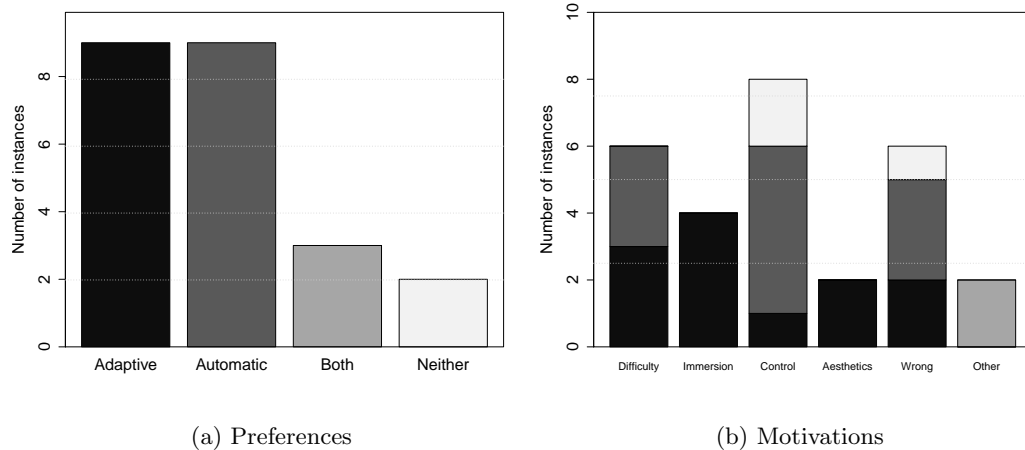 Number of instances
0
2
4
6
8
Adaptive
Automatic
Both
Neither
(a) Preferences
Number of instances
0
2
4
6
8
10
Difficulty
Immersion
Control
Aesthetics
Wrong
Other
(b) Motivations